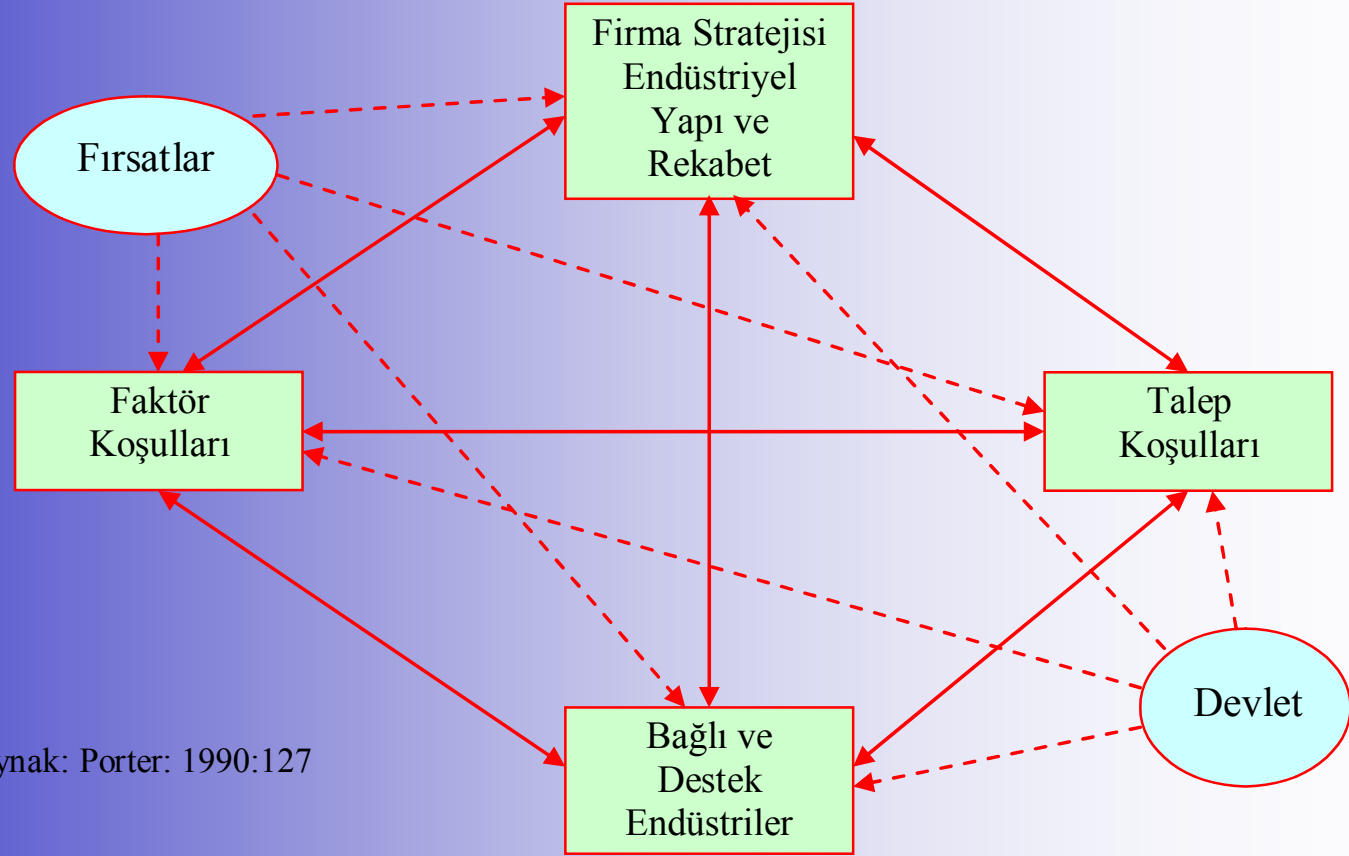 Firma Stratejisi
Endüstriyel
Yapı ve
Rekabet
Fırsatlar
Faktör
Koşulları
Talep
Koşulları
Bağlı ve
Destek
Endüstriler
Devlet
ynak: Porter: 1990:127